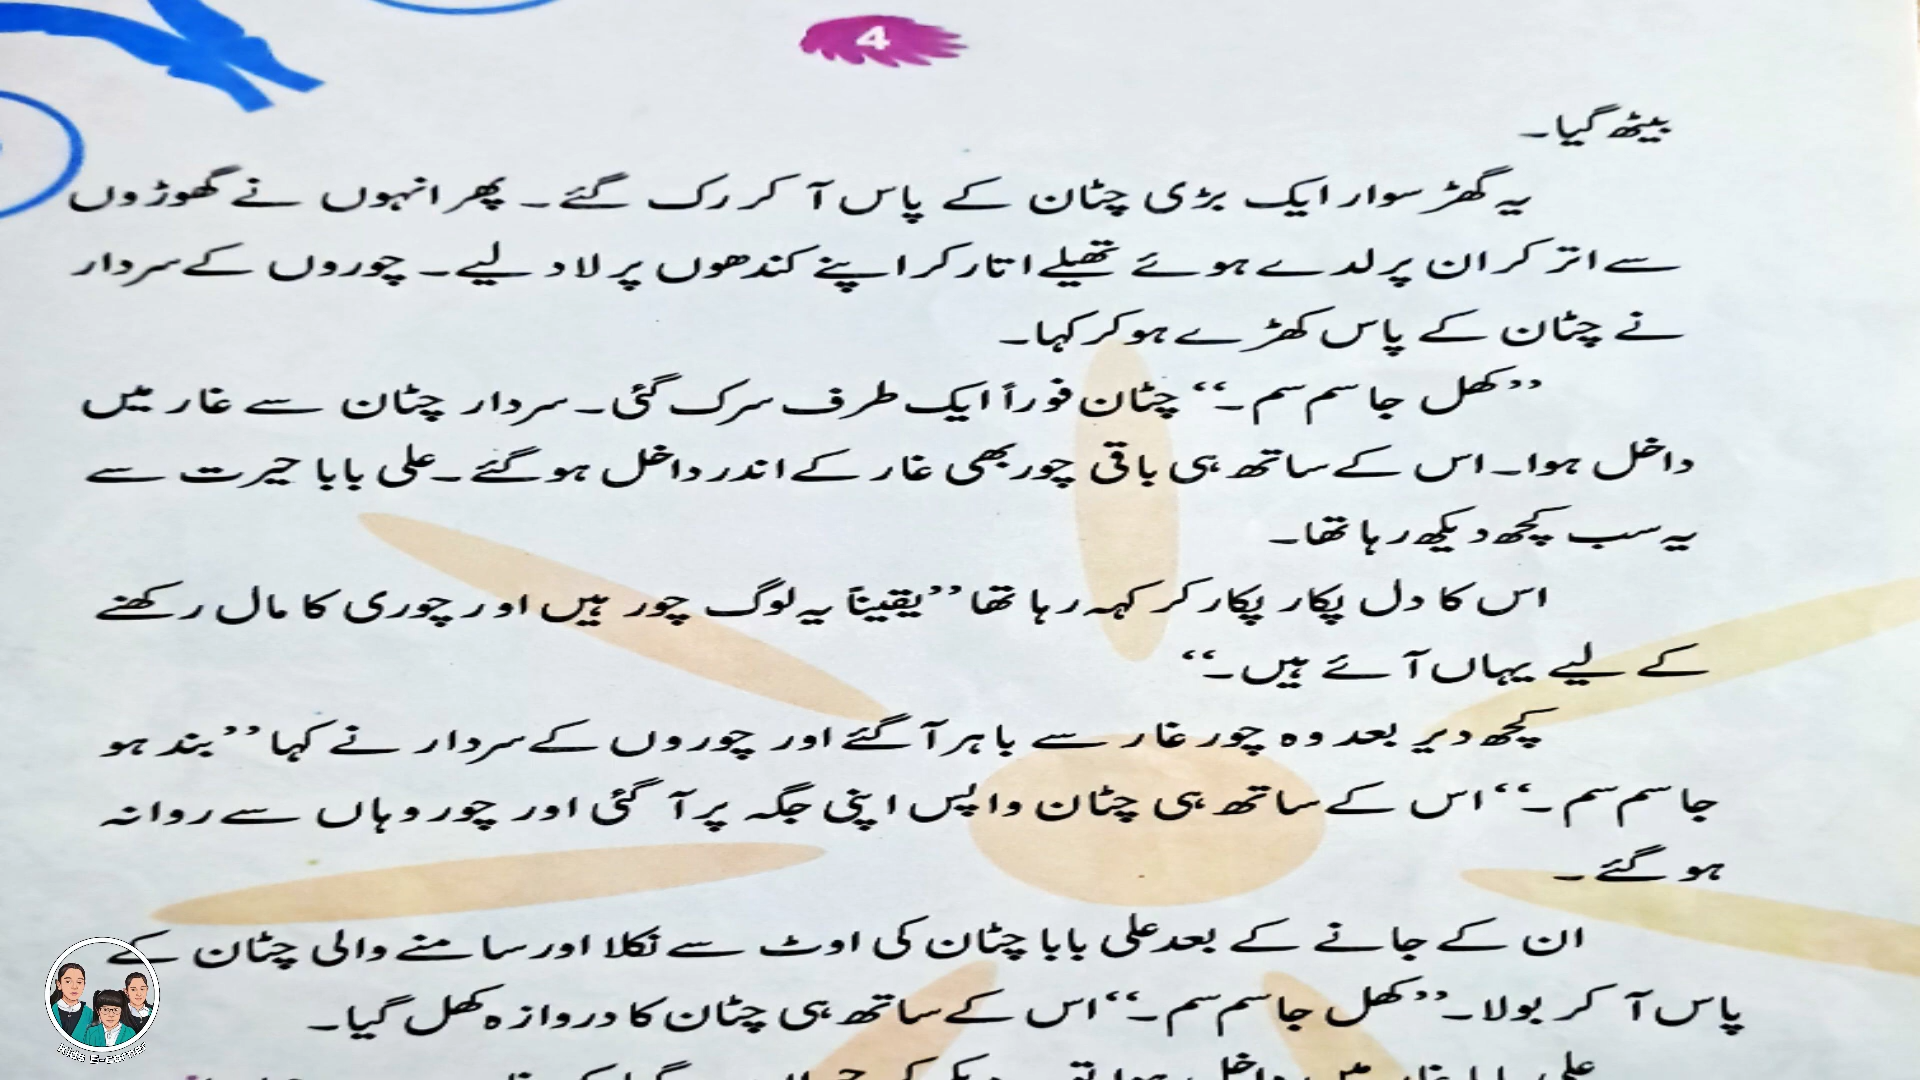 4
بیٹھ گیا۔
یہ گھڑ سوار ایک بڑی چٹان کے پاس آ کر رک گئے۔ پھر انہوں نے گھوڑوں
سے اتر کر ان پر لدے ہوئے تھیلے اتار کر اپنے کندھوں پر لاد لیے۔ چوروں کے سردار
نے چٹان کے پاس کھڑے ہو کر کہا۔
’’کھل جا سم سم۔‘‘ چٹان فوراً ایک طرف سرک گئی۔ سردار چٹان سے غار میں
داخل ہوا۔ اس کے ساتھ ہی باقی چور بھی غار کے اندر داخل ہو گئے۔ علی بابا حیرت سے
یہ سب کچھ دیکھ رہا تھا۔
اس کا دل پکار پکار کر کہہ رہا تھا ’’یقیناً یہ لوگ چور ہیں اور چوری کا مال رکھنے
کے لیے یہاں آئے ہیں۔‘‘
کچھ دیر بعد وہ چور غار سے باہر آ گئے اور چوروں کے سردار نے کہا ’’بند ہو
جا سم سم۔‘‘ اس کے ساتھ ہی چٹان واپس اپنی جگہ پر آ گئی اور چور وہاں سے روانہ
ہو گئے۔
ان کے جانے کے بعد علی بابا چٹان کی اوٹ سے نکلا اور سامنے والی چٹان کے
پاس آ کر بولا۔ ’’کھل جا سم سم۔‘‘ اس کے ساتھ ہی چٹان کا دروازہ کھل گیا۔
علی بابا غار میں داخل ہوا تو
Kids E-Corner